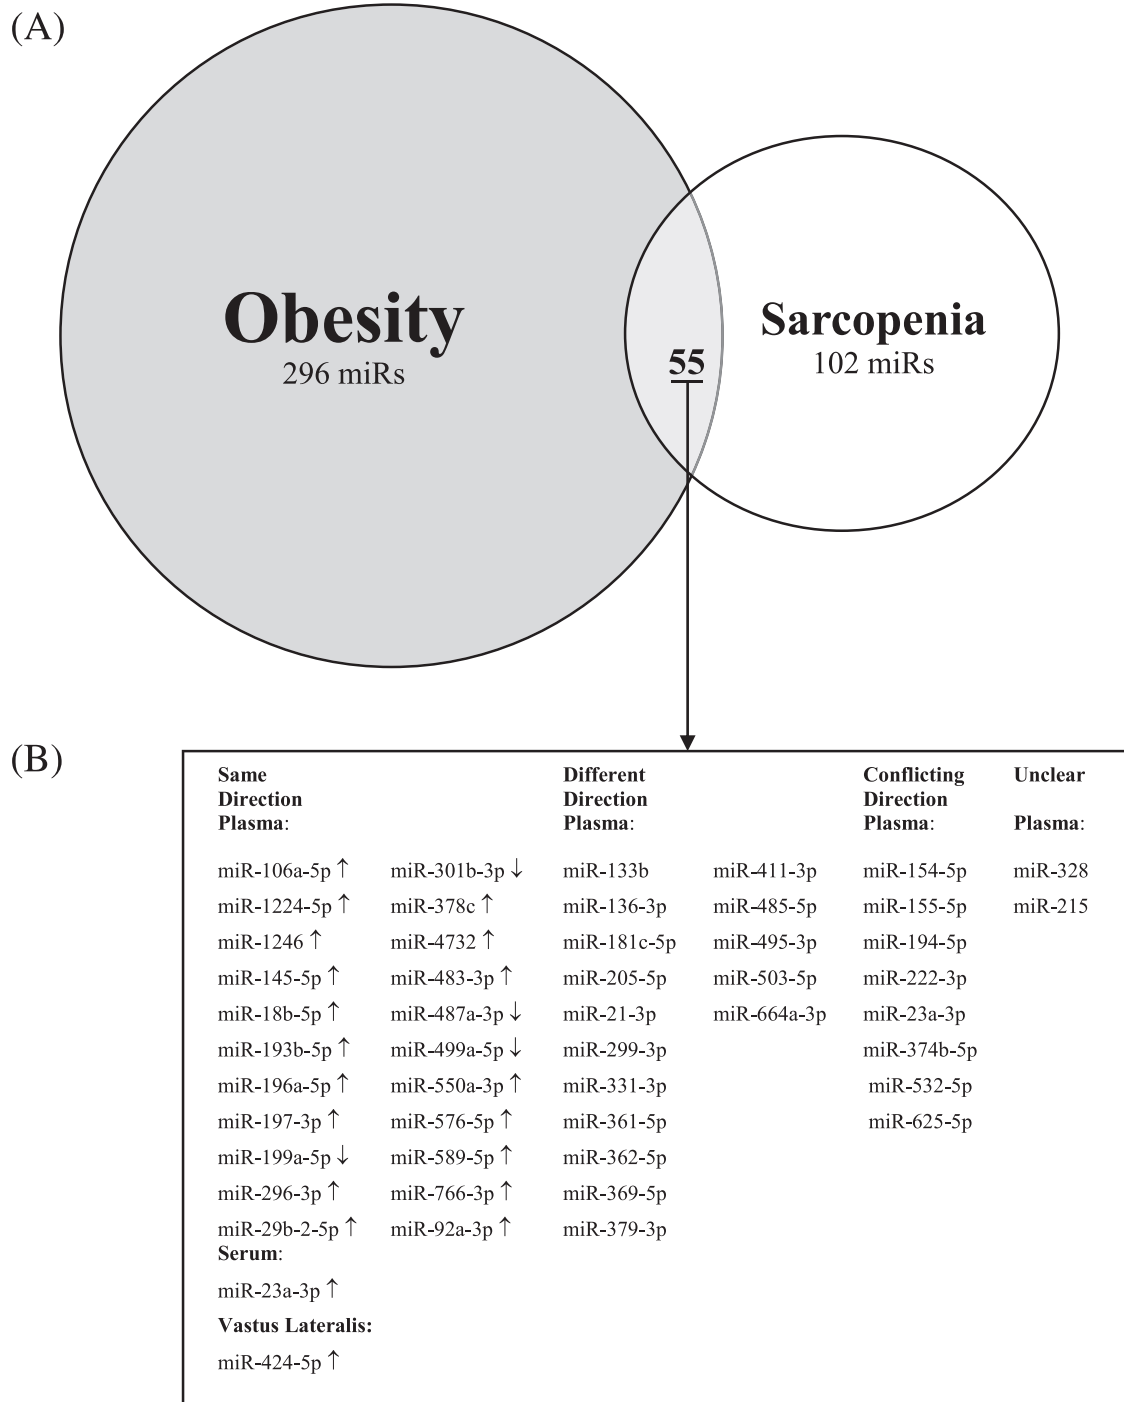 (A)
Obesity
296 miRs
55
Sarcopenia
102 miRs
(B)
Same
Direction
Plasma:
miR-106a-5p ↑
miR-1224-5p ↑
miR-1246 ↑
miR-145-5p ↑
miR-18b-5p ↑
miR-193b-5p ↑
miR-196a-5p ↑
miR-197-3p ↑
miR-199a-5p ↓
miR-296-3p ↑
miR-29b-2-5p ↑
Serum:
miR-23a-3p ↑
Vastus Lateralis:
miR-424-5p ↑
miR-301b-3p ↓
miR-378c ↑
miR-4732 ↑
miR-483-3p ↑
miR-487a-3p ↓
miR-499a-5p ↓
miR-550a-3p ↑
miR-576-5p ↑
miR-589-5p ↑
miR-766-3p ↑
miR-92a-3p ↑
Different
Direction
Plasma:
miR-133b
miR-136-3p
miR-181c-5p
miR-205-5p
miR-21-3p
miR-299-3p
miR-331-3p
miR-361-5p
miR-362-5p
miR-369-5p
miR-379-3p
miR-411-3p
miR-485-5p
miR-495-3p
miR-503-5p
miR-664a-3p
Conflicting
Direction
Plasma:
miR-154-5p
miR-155-5p
miR-194-5p
miR-222-3p
miR-23a-3p
miR-374b-5p
miR-532-5p
miR-625-5p
Unclear
Plasma:
miR-328
miR-215